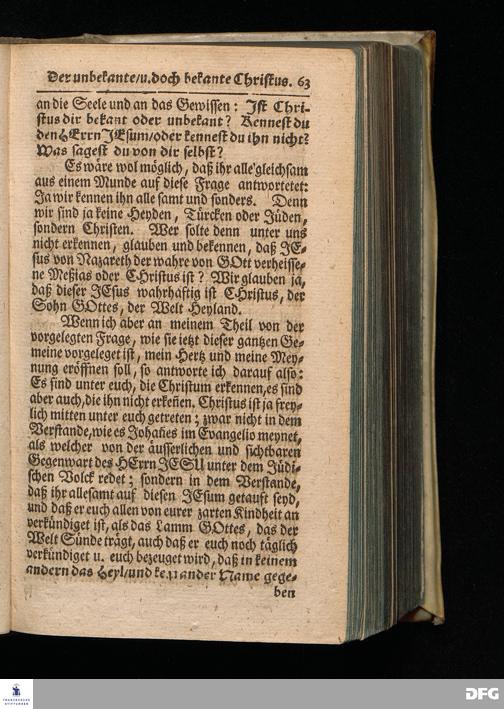 Der unbekante/u.doch bekante Christus. 63
an die Seele und an das Gewissen: Ist Chri-
stus dir bekant oder unbekant? Kennest du
den HErrn JEsum/oder kennest du ihn nicht?
Was sagest du von dir selbst?
Es wäre wol möglich, daß ihr alle gleichsam
aus einem Munde auf diese Frage antwortetet:
Ja wir kennen ihn alle samt und sonders. Denn
wir sind ja keine Heyden, Türcken oder Jüden,
sondern Christen. Wer solte denn unter uns
nicht erkennen, glauben und bekennen, daß JE-
sus von Nazareth der wahre von GOtt verheisse-
ne Meßias oder CHristus ist? Wir glauben ja,
daß dieser JEsus wahrhaftig ist CHristus, der
Sohn GOttes, der Welt Heyland.
Wenn ich aber an meinem Theil von der
vorgelegten Frage, wie sie ietzt dieser gantzen Ge-
meine vorgeleget ist, mein Hertz und meine Mey-
nung eröffnen soll, so antworte ich darauf also:
Es sind unter euch, die Christum erkennen, es sind
aber auch, die ihn nicht erkeñen. Christus ist ja frey-
lich mitten unter euch getreten; zwar nicht in dem
Verstande, wie es Johañes im Evangelio meynet,
als welcher von der äusserlichen und sichtbaren
Gegenwart des HErrn JESU unter dem Jüdi-
schen Volck redet; sondern in dem Verstande,
daß ihr allesamt auf diesen JEsum getauft seyd,
und daß er euch allen von eurer zarten Kindheit an
verkündiget ist, als das Lamm GOttes, das der
Welt Sünde trägt, auch daß er euch noch täglich
verkündiget u. euch bezeuget wird, daß in keinem
andern das Heyl/und kein ander Name gege-
ben
FRANCKESCHE
STIFTUNGEN
DFG